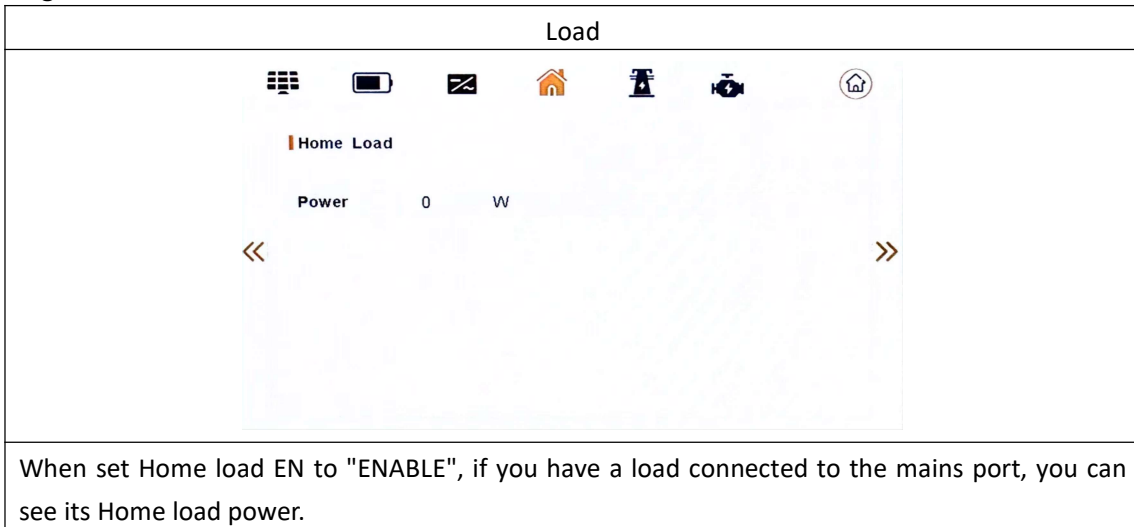 Load
Home Load
Power 0 W
When set Home load EN to "ENABLE", if you have a load connected to the mains port, you can
see its Home load power.